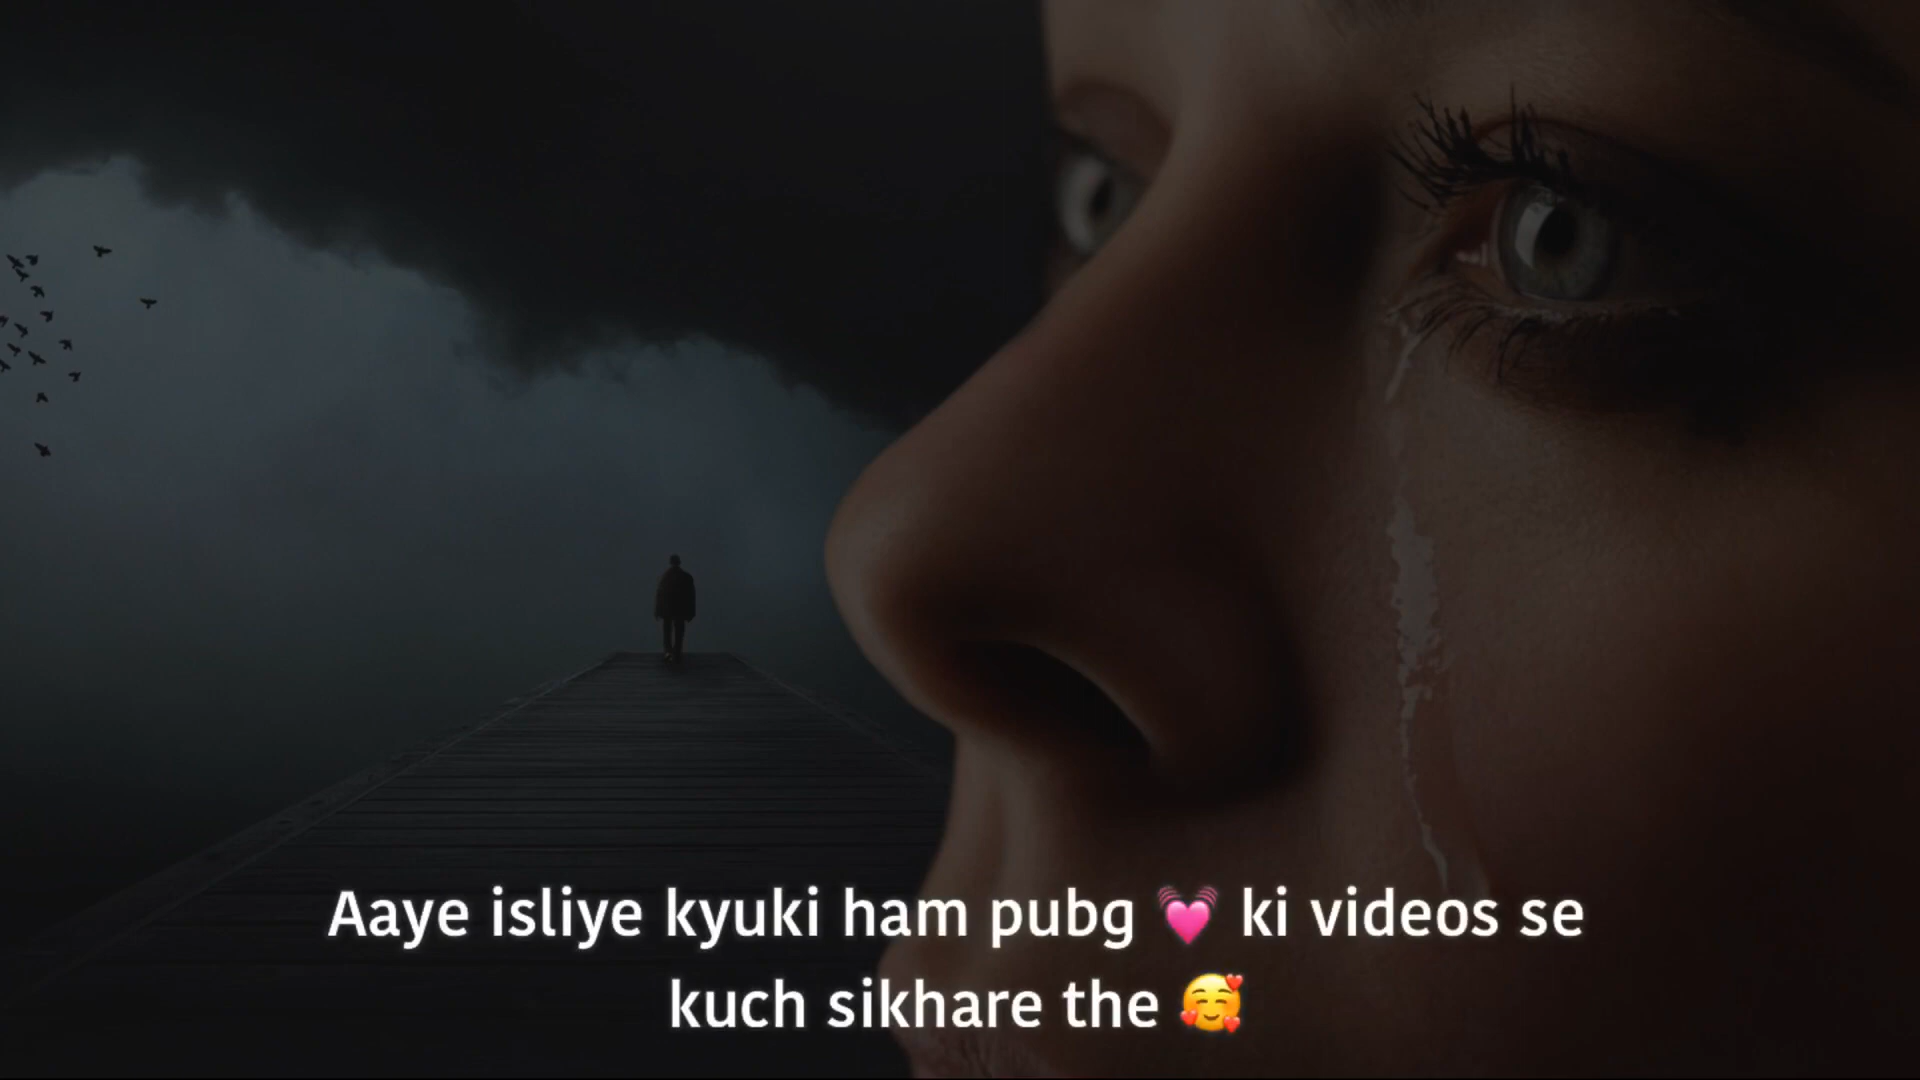 Aaye isliye kyuki ham pubg 💓 ki videos se
kuch sikhare the 🥰